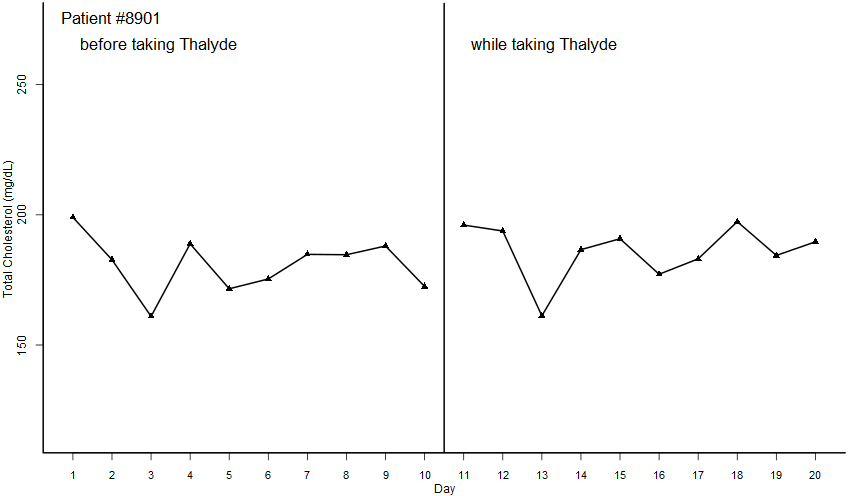 Patient #8901
before taking Thalyde
while taking Thalyde
Total Cholesterol (mg/dL)
250
200
150
1 2 3 4 5 6 7 8 9 10 11 12 13 14 15 16 17 18 19 20
Day